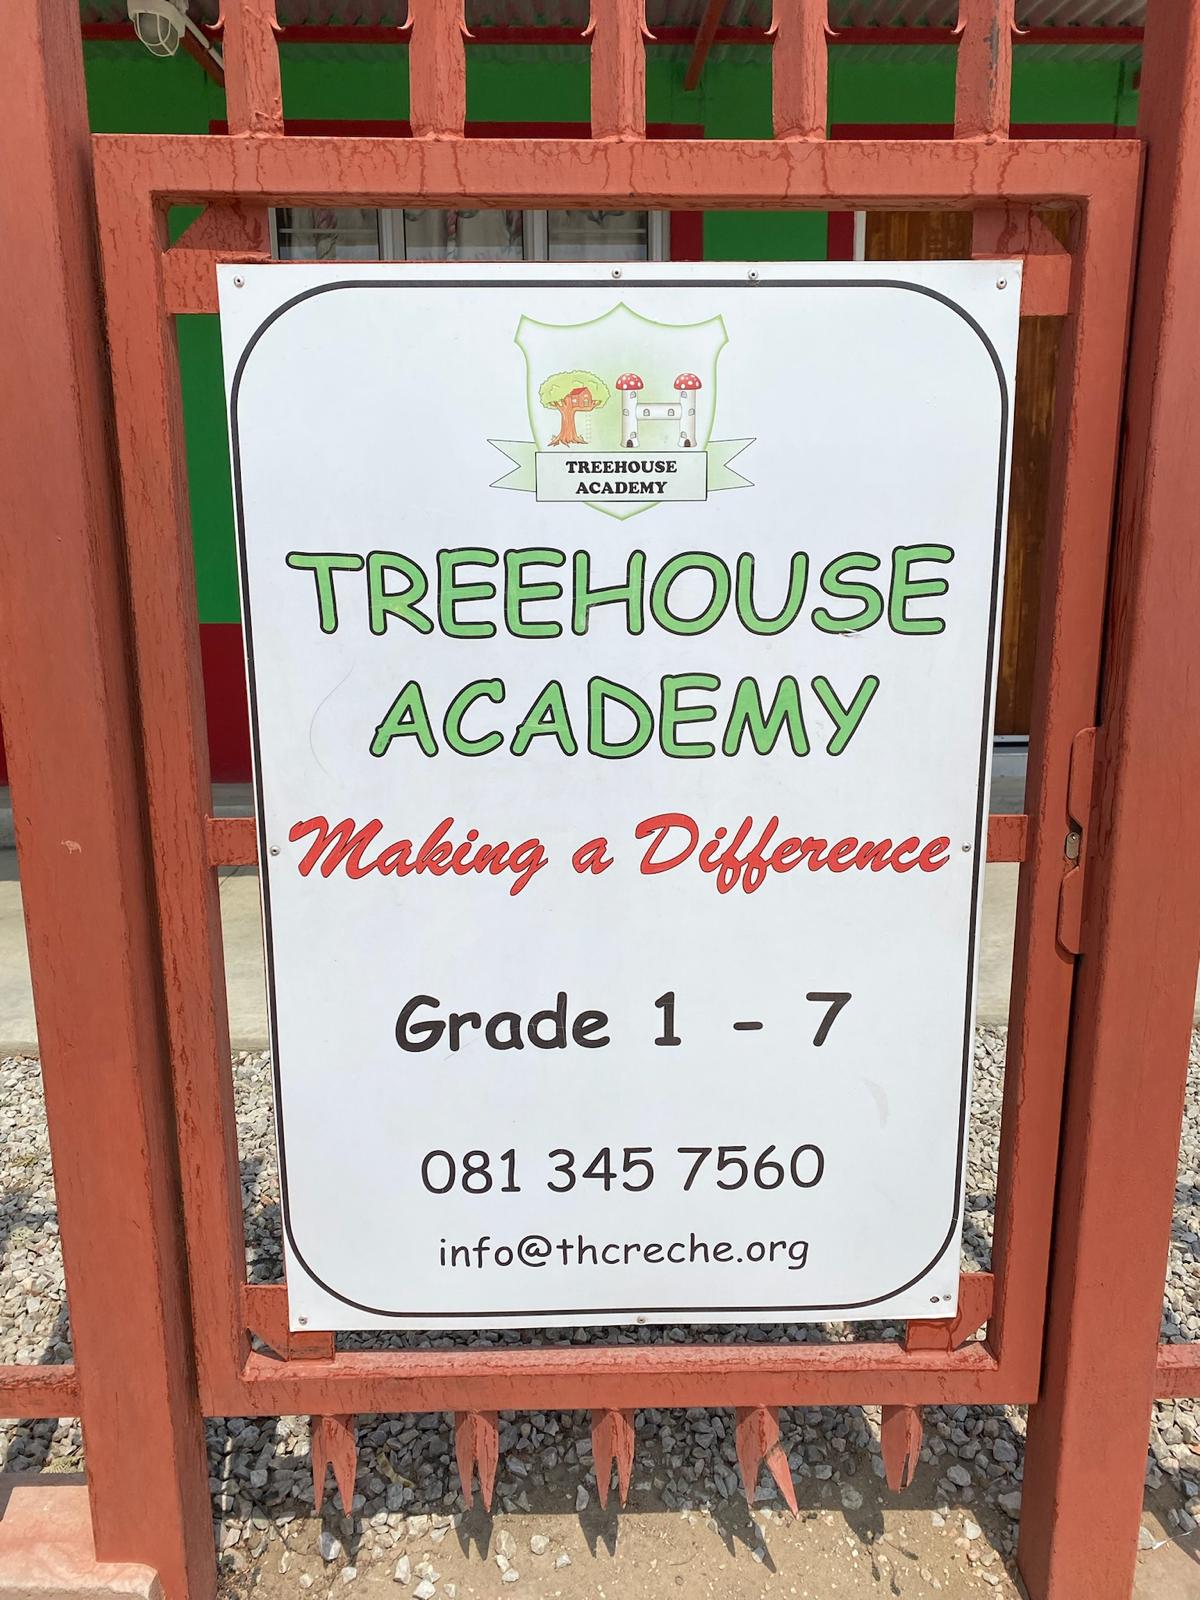 TREEHOUSE
ACADEMY
TREEHOUSE
ACADEMY
Making a Difference
Grade 1 - 7
081 345 7560
info@thcreche.org